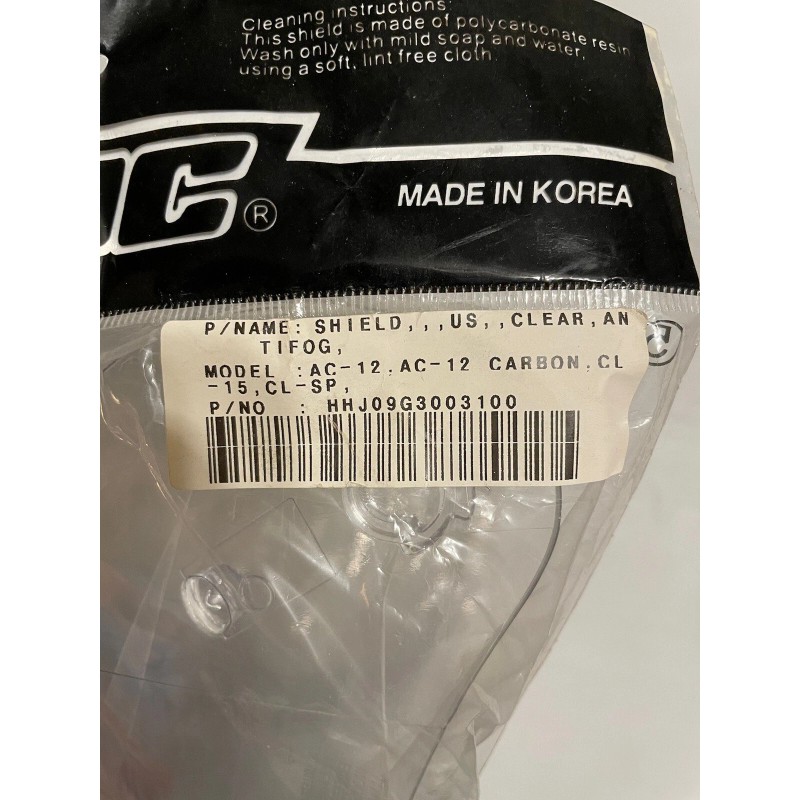 Cleaning instructions:
This shield is made of polycarbonate resin
Wash only with mild soap and water,
using a soft, lint free cloth.
JC®
MADE IN KOREA
P/NAME: SHIELD,,,US,,CLEAR,AN
TIFOG,
MODEL :AC-12,AC-12 CARBON,CL
-15,CL-SP,
P/NO : HHJ09G3003100